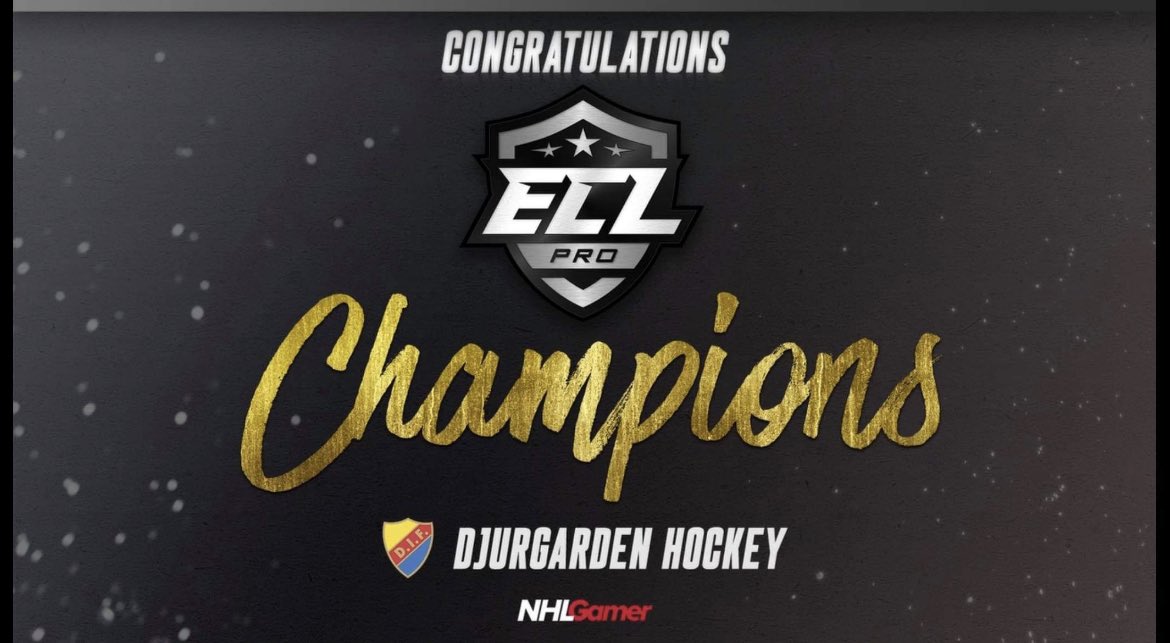 CONGRATULATIONS
ECL
PRO
Champions
D.I.F.
DJURGARDEN HOCKEY
NHLGamer